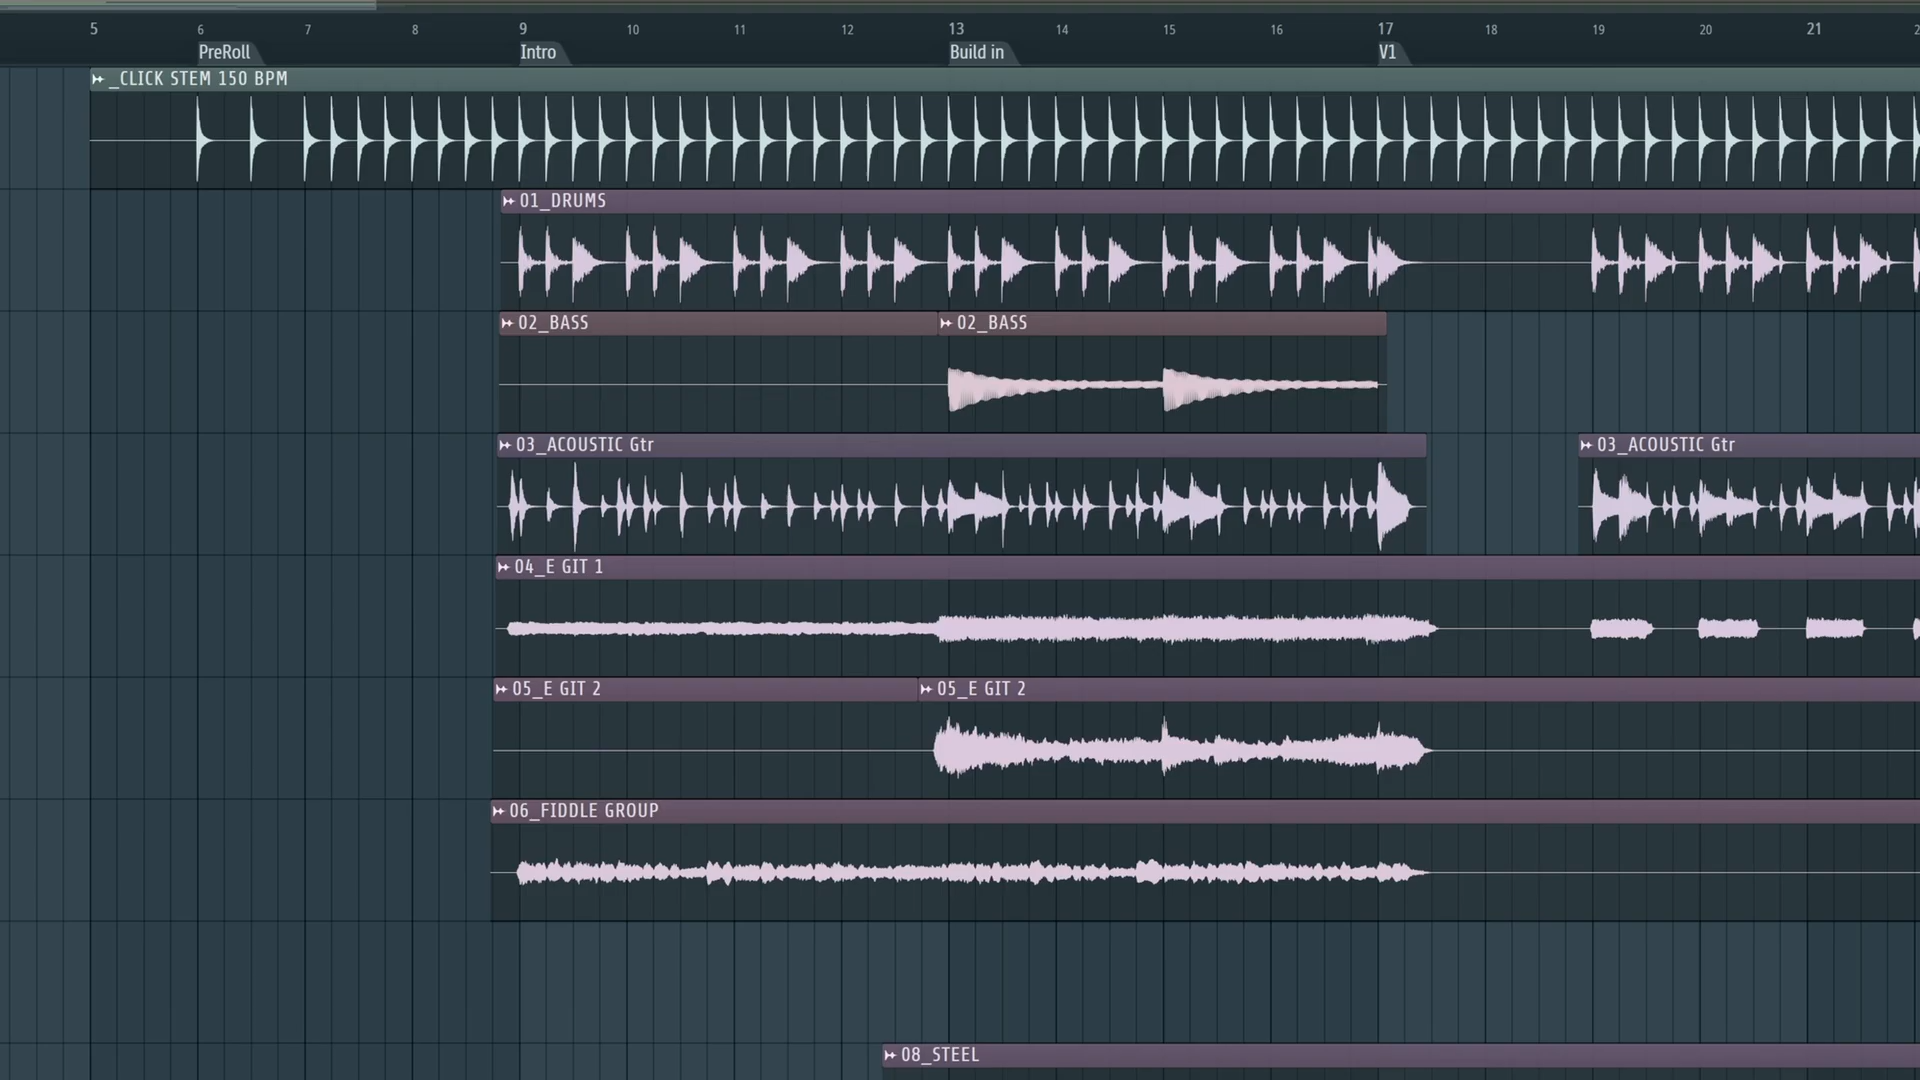 5 6 7 8 9 10 11 12 13 14 15 16 17 18 19 20 21
PreRoll Intro Build in V1
_CLICK STEM 150 BPM
01_DRUMS
02_BASS 02_BASS
03_ACOUSTIC Gtr 03_ACOUSTIC Gtr
04_E GIT 1
05_E GIT 2 05_E GIT 2
06_FIDDLE GROUP
08_STEEL